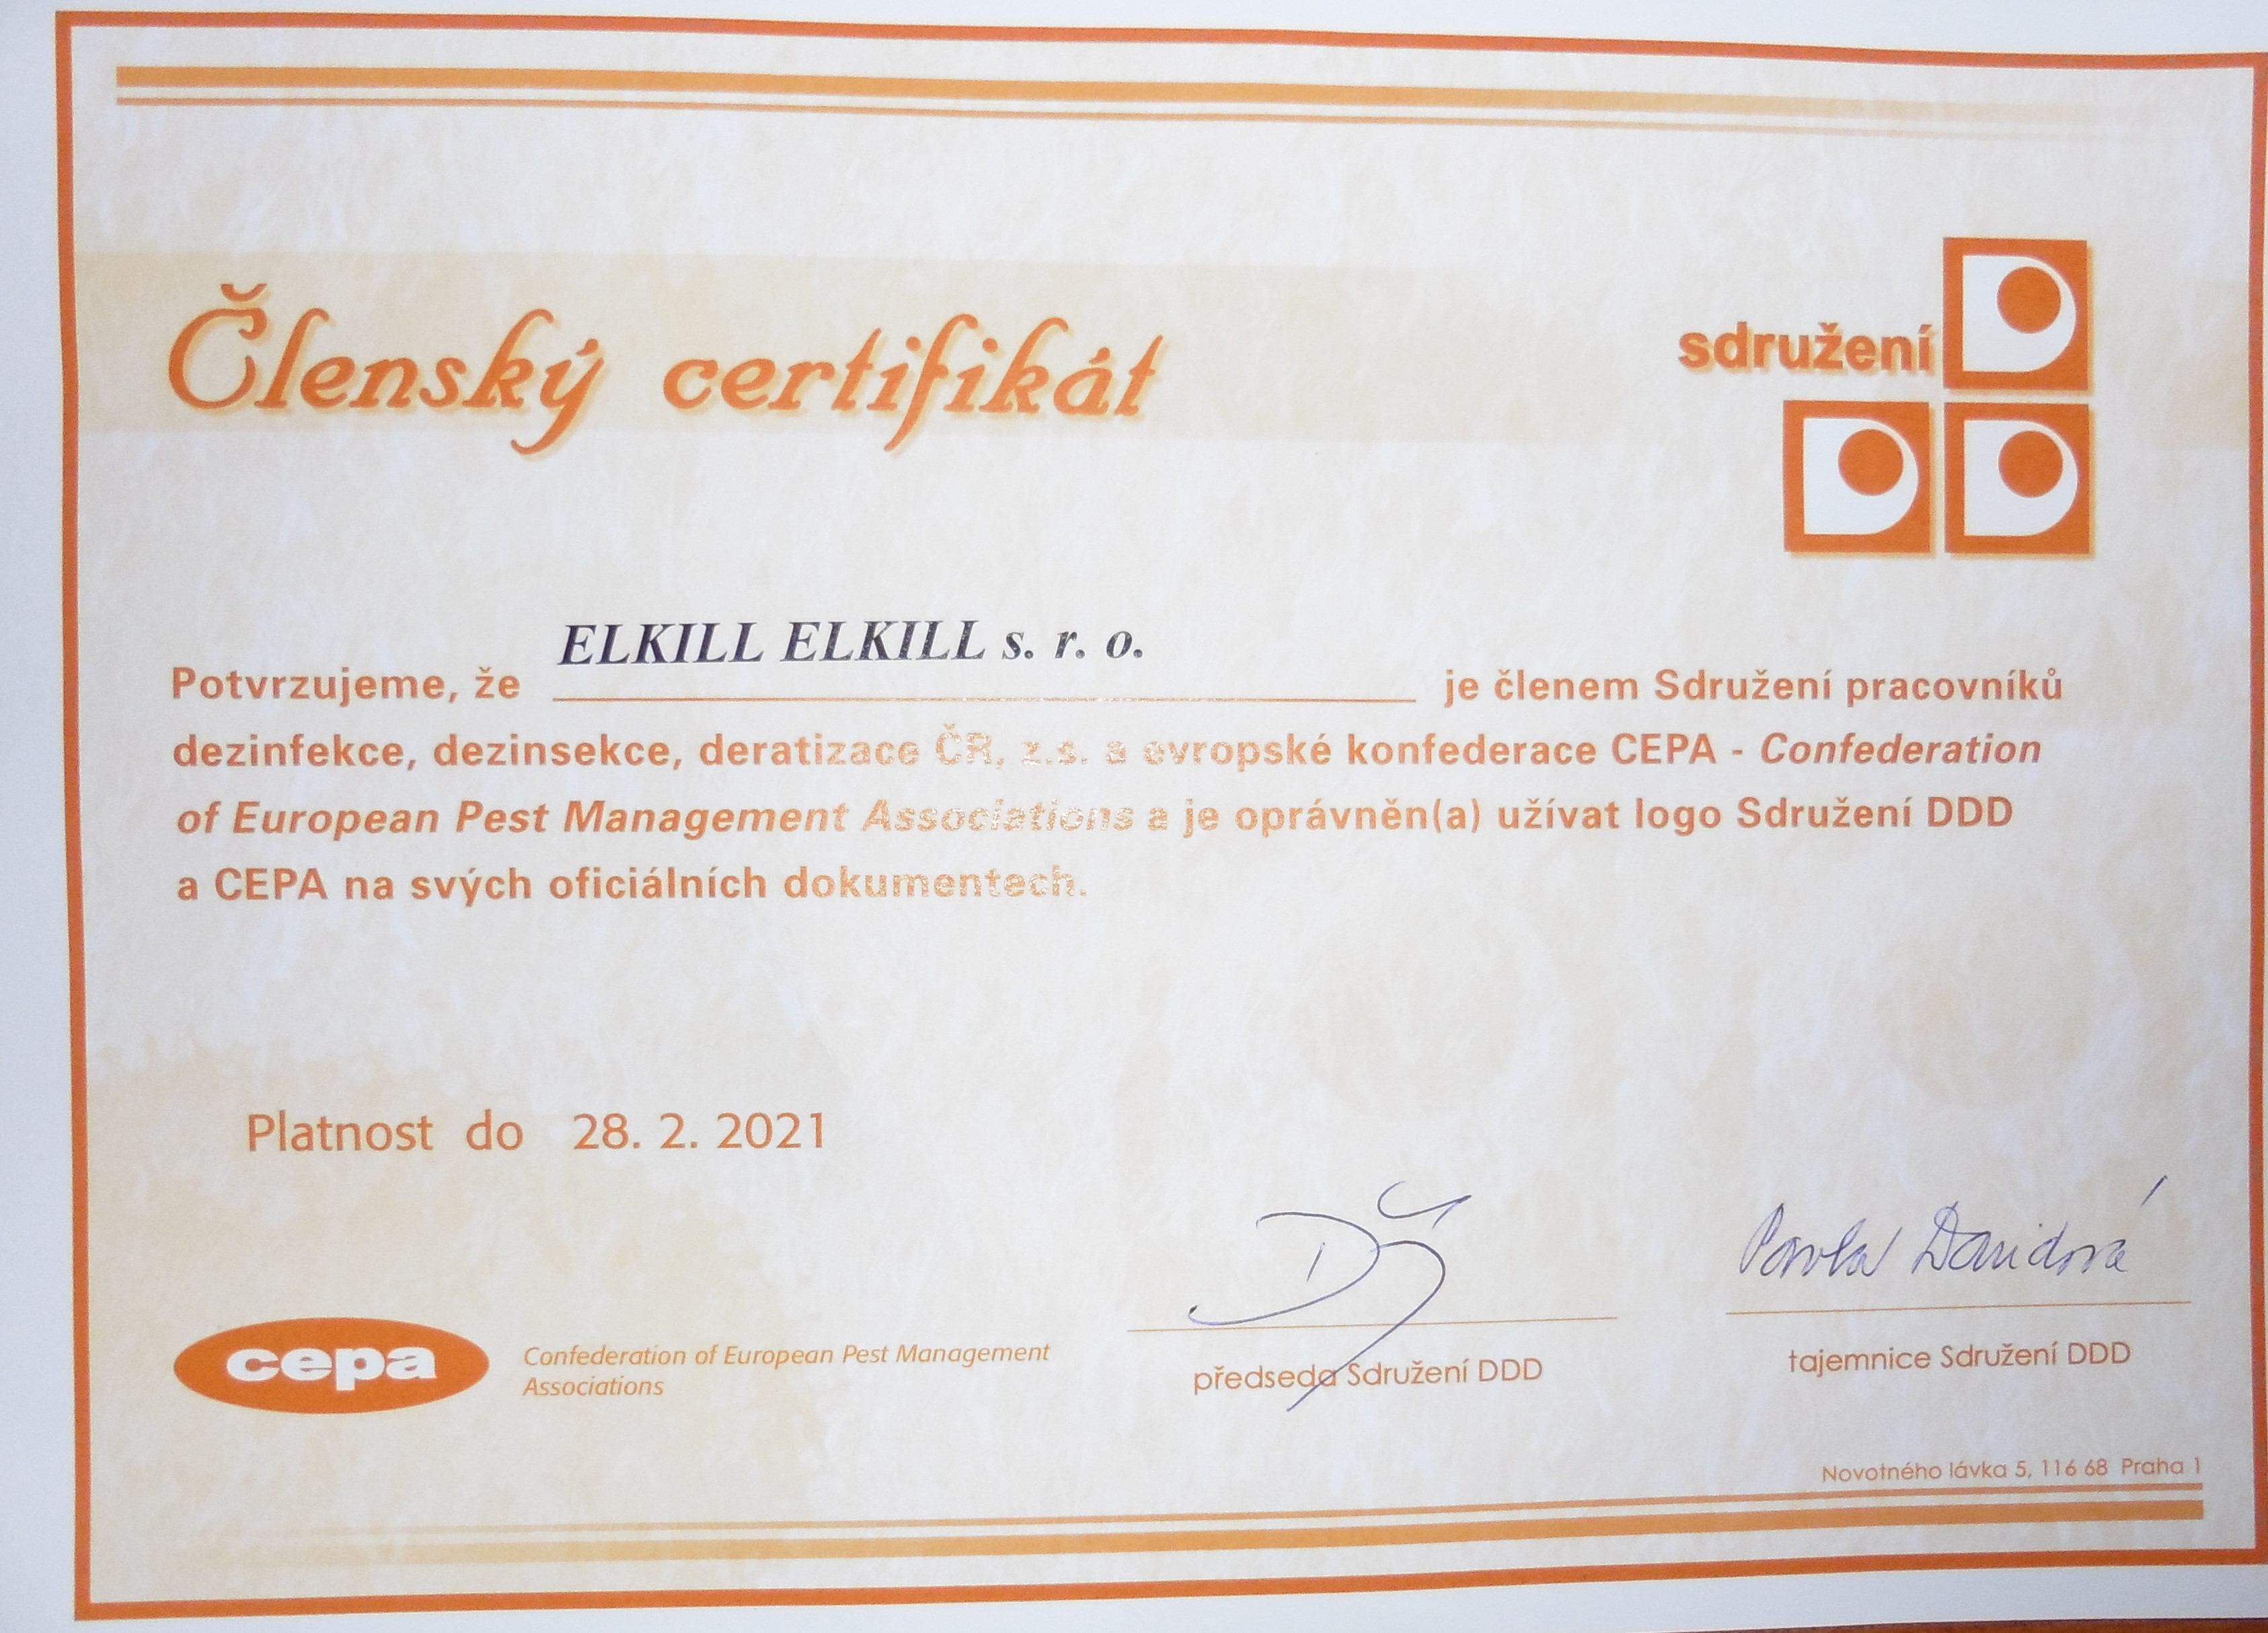 Členský certifikát
sdružení
D
D D
ELKILL ELKILL s. r. o.
Potvrzujeme, že je členem Sdružení pracovníků
dezinfekce, dezinsekce, deratizace ČR, z.s. a evropské konfederace CEPA - Confederation
of European Pest Management Associations a je oprávněn(a) užívat logo Sdružení DDD
a CEPA na svých oficiálních dokumentech.
Platnost do 28. 2. 2021
DŠ
Pavla Davidová
cepa
Confederation of European Pest Management
Associations
předseda Sdružení DDD
tajemnice Sdružení DDD
Novotného lávka 5, 116 68 Praha 1